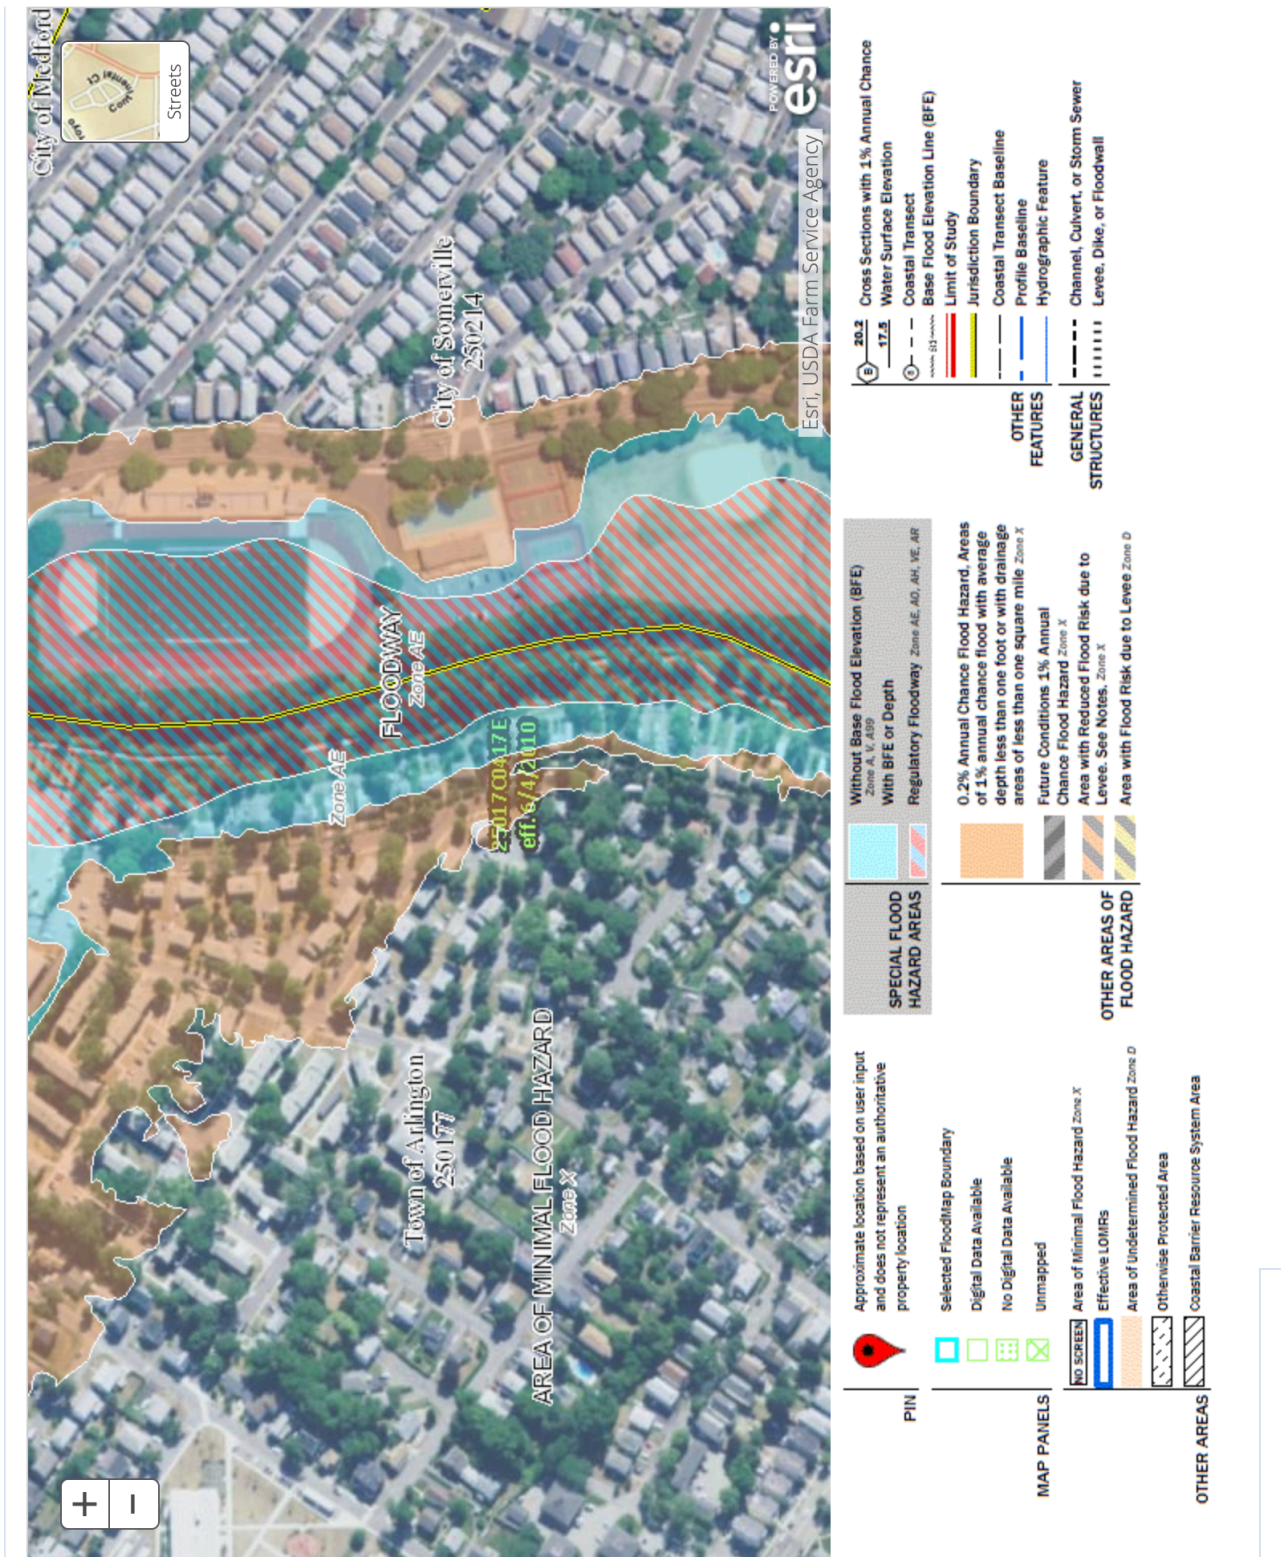 +
−
Streets
City of Medford
City of Somerville
250214
FLOODWAY
Zone AE
Zone AE
25017C0417E
eff. 6/4/2010
Town of Arlington
250177
AREA OF MINIMAL FLOOD HAZARD
Zone X
POWERED BY
esri
Esri, USDA Farm Service Agency
PIN
Approximate location based on user input
and does not represent an authoritative
property location
MAP PANELS
Selected FloodMap Boundary
Digital Data Available
No Digital Data Available
Unmapped
OTHER AREAS
NO SCREEN Area of Minimal Flood Hazard Zone X
Effective LOMRs
Area of Undetermined Flood Hazard Zone D
Otherwise Protected Area
Coastal Barrier Resource System Area
SPECIAL FLOOD
HAZARD AREAS
Without Base Flood Elevation (BFE)
Zone A, V, A99
With BFE or Depth
Regulatory Floodway Zone AE, AO, AH, VE, AR
OTHER AREAS OF
FLOOD HAZARD
0.2% Annual Chance Flood Hazard, Areas
of 1% annual chance flood with average
depth less than one foot or with drainage
areas of less than one square mile Zone X
Future Conditions 1% Annual
Chance Flood Hazard Zone X
Area with Reduced Flood Risk due to
Levee. See Notes. Zone X
Area with Flood Risk due to Levee Zone D
OTHER
FEATURES
B 20.2 Cross Sections with 1% Annual Chance
17.5 Water Surface Elevation
Coastal Transect
Base Flood Elevation Line (BFE)
Limit of Study
Jurisdiction Boundary
Coastal Transect Baseline
Profile Baseline
Hydrographic Feature
GENERAL
STRUCTURES
Channel, Culvert, or Storm Sewer
Levee, Dike, or Floodwall